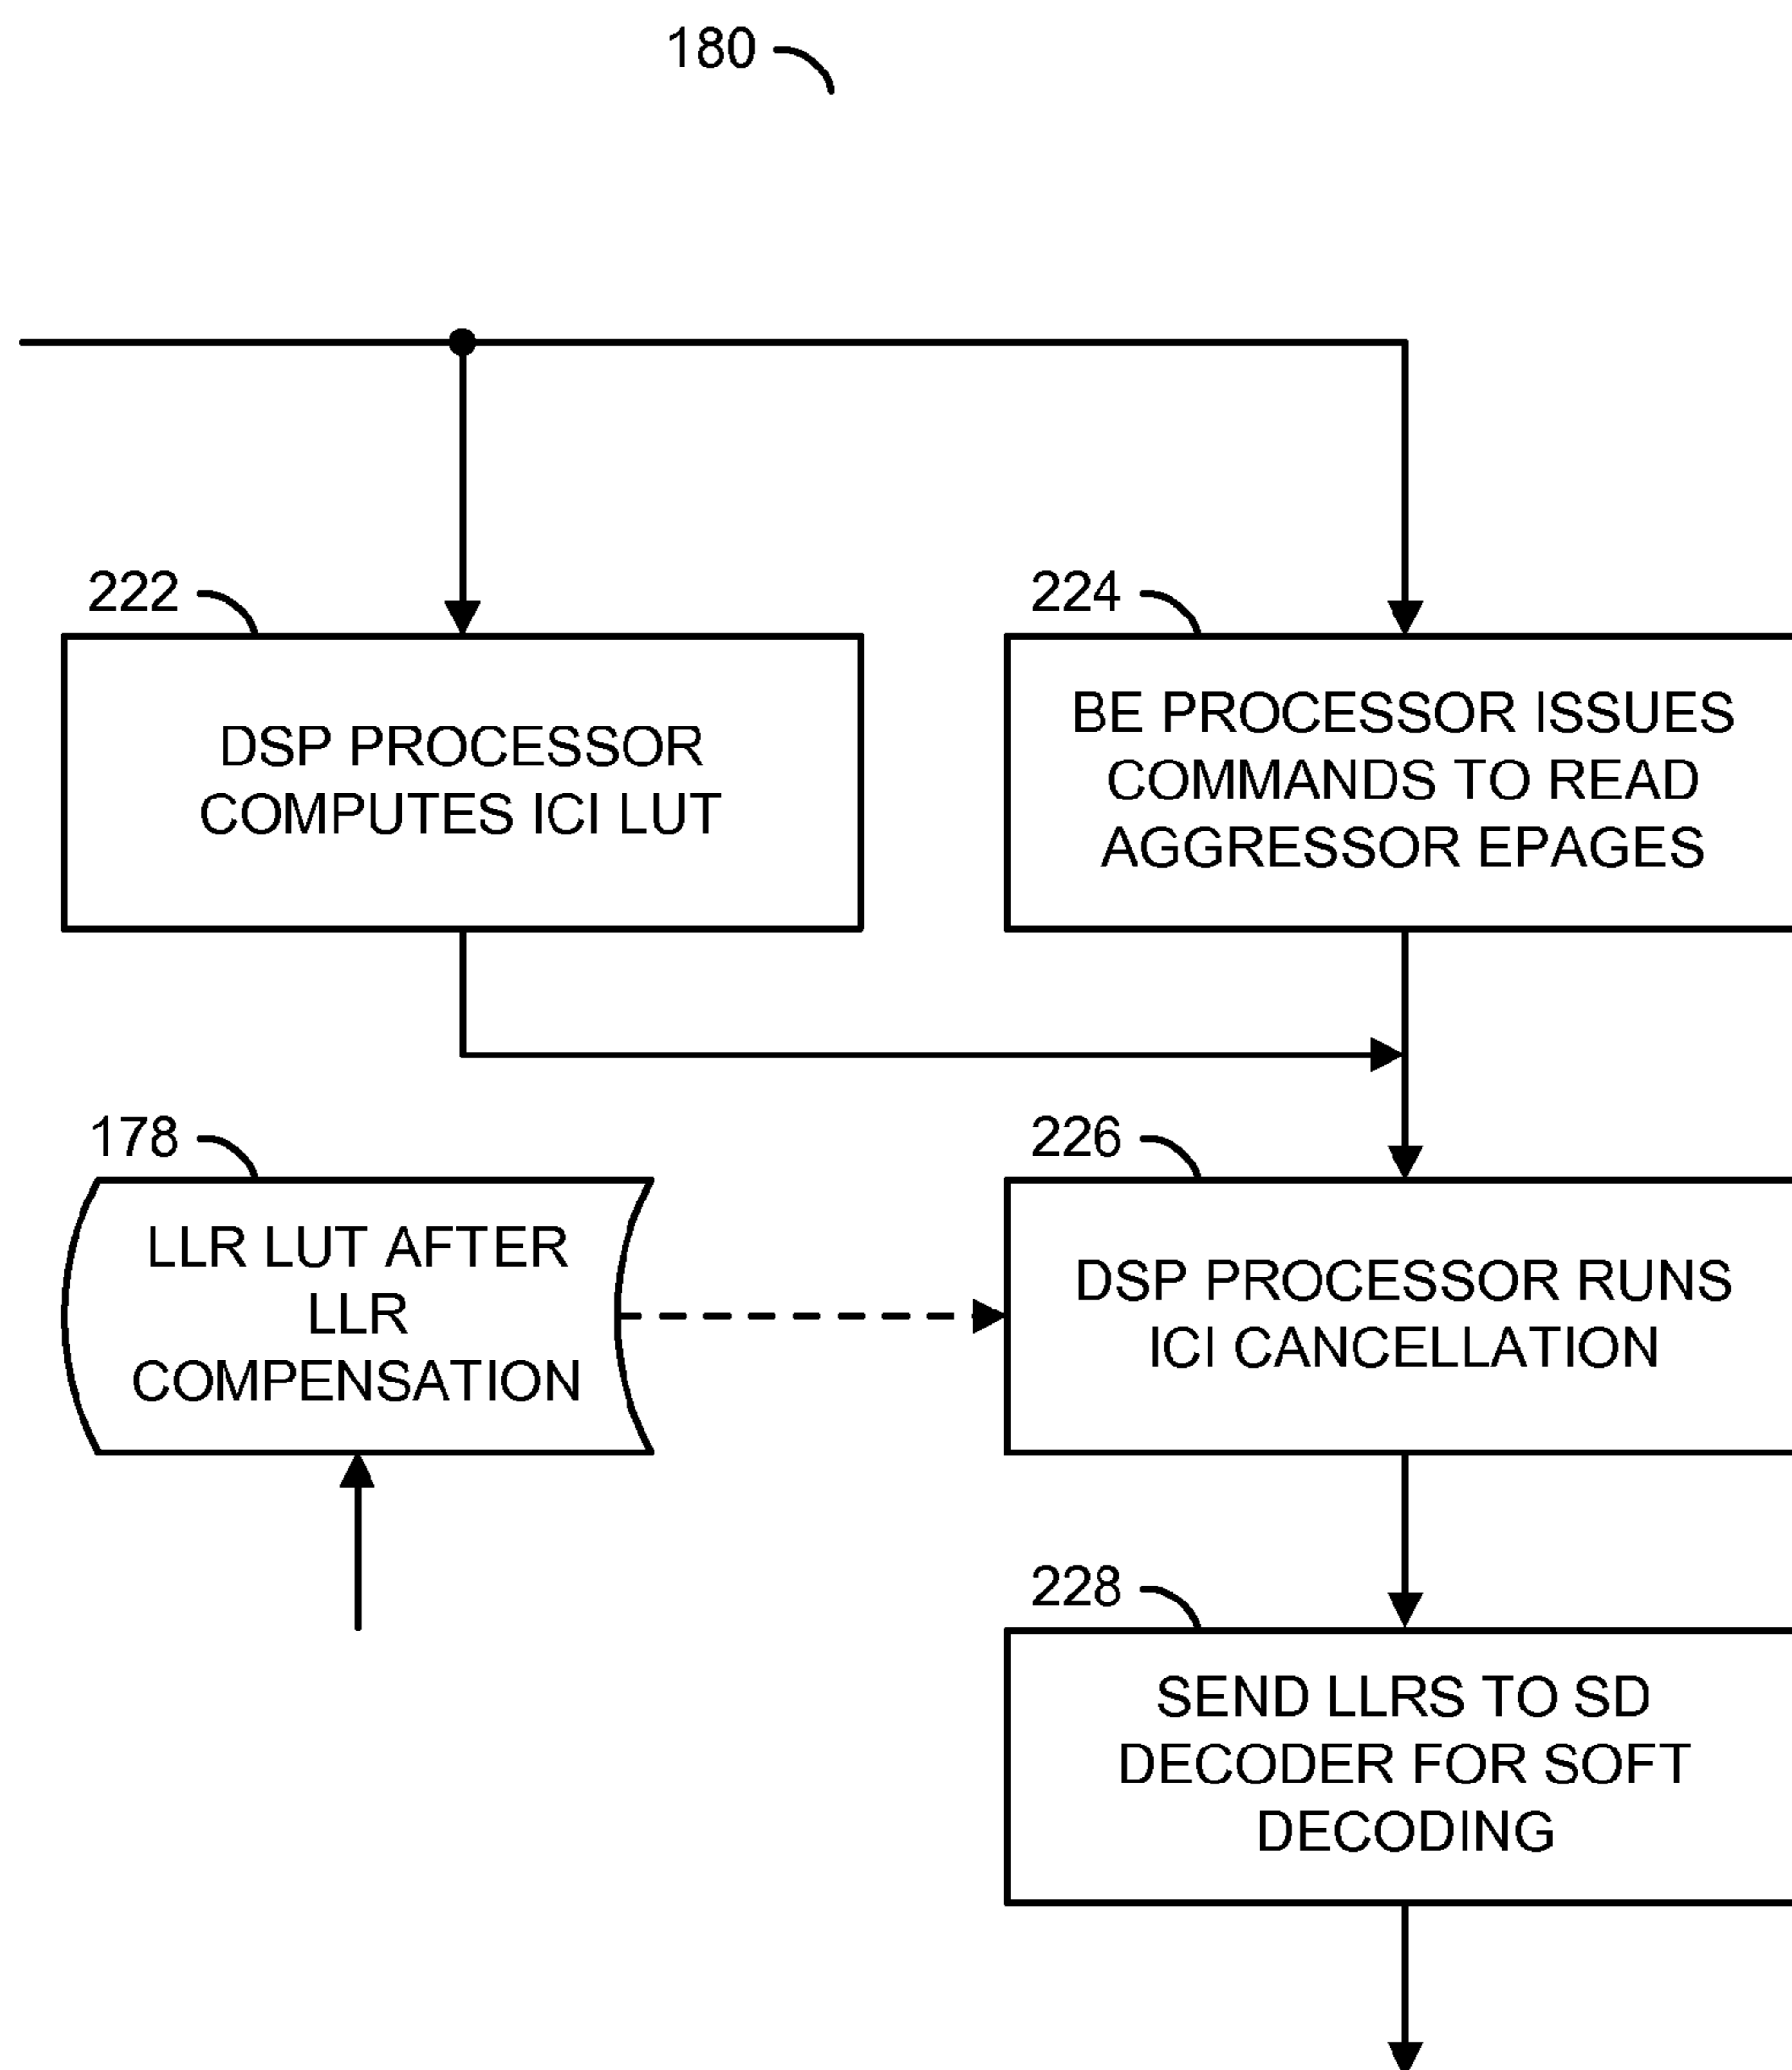 180
222
DSP PROCESSOR
COMPUTES ICI LUT
224
BE PROCESSOR ISSUES
COMMANDS TO READ
AGGRESSOR EPAGES
178
LLR LUT AFTER
LLR
COMPENSATION
226
DSP PROCESSOR RUNS
ICI CANCELLATION
228
SEND LLRS TO SD
DECODER FOR SOFT
DECODING